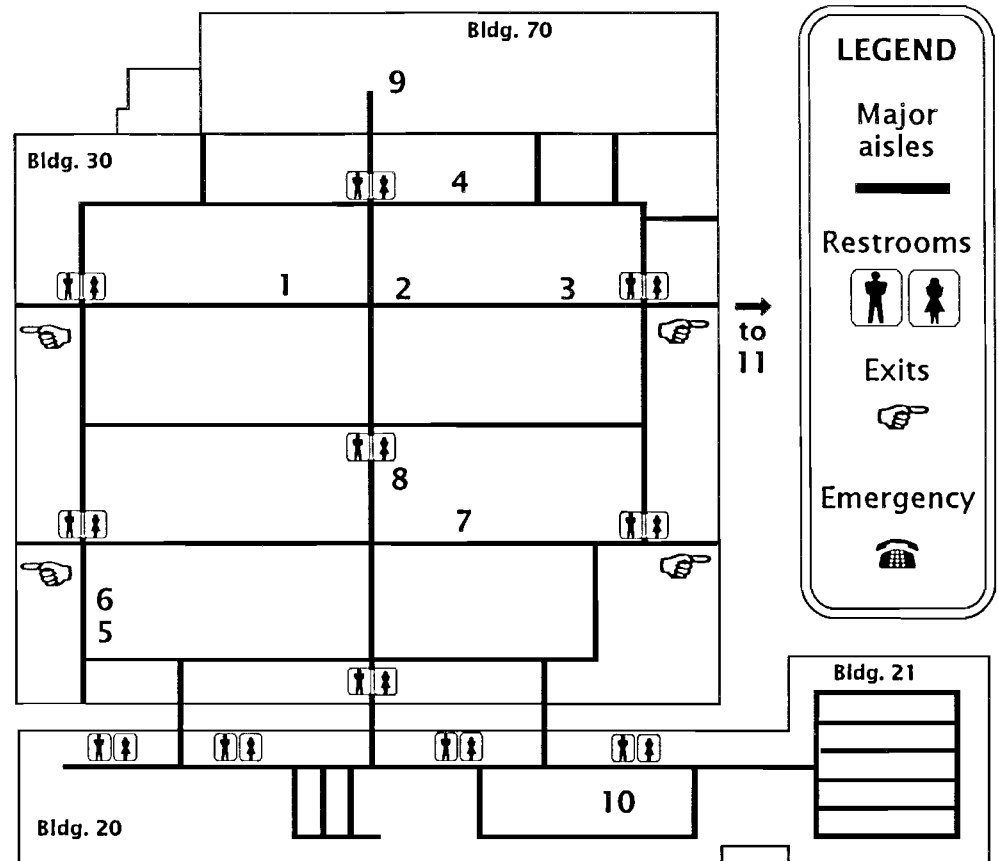 Bldg. 70
9
Bldg. 30
4
1
2
3
to
11
8
7
6
5
Bldg. 21
10
Bldg. 20
LEGEND
Major
aisles
Restrooms
Exits
Emergency